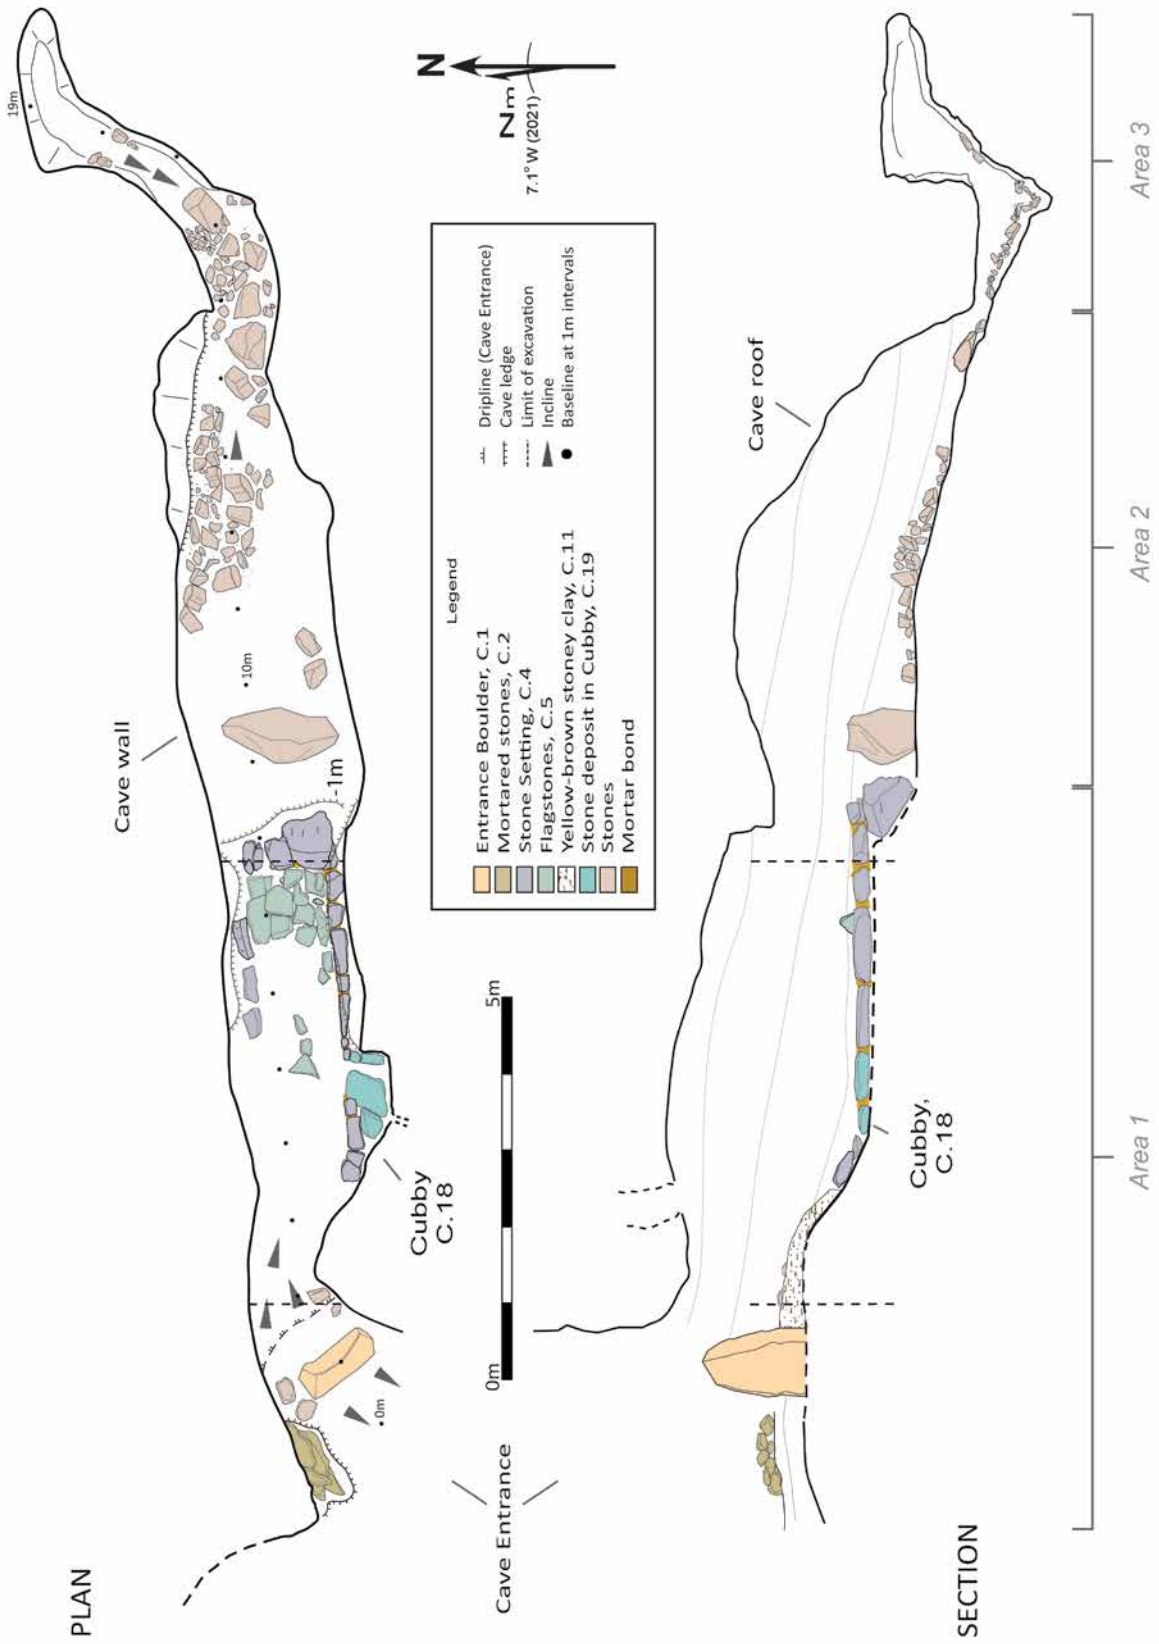 PLAN
Cave wall
19m
10m
-1m
0m
Cubby
C.18
Cave Entrance
0m
5m
N
Nm
7.1° W (2021)
Legend
Entrance Boulder, C.1
Mortared stones, C.2
Stone Setting, C.4
Flagstones, C.5
Yellow-brown stoney clay, C.11
Stone deposit in Cubby, C.19
Stones
Mortar bond
Dripline (Cave Entrance)
Cave ledge
Limit of excavation
Incline
Baseline at 1m intervals
SECTION
Cave roof
Cubby,
C.18
Area 1
Area 2
Area 3